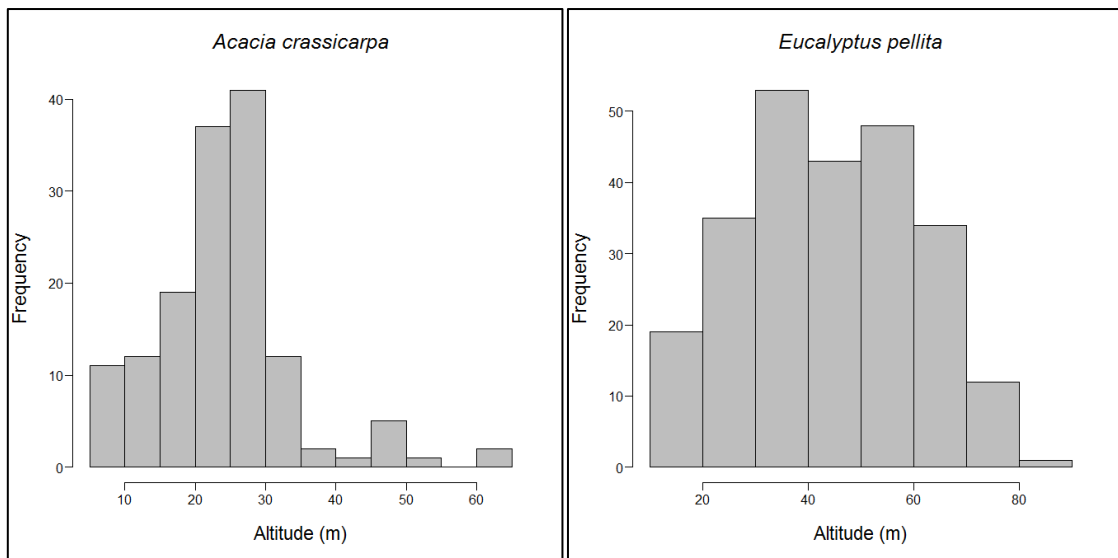 Acacia crassicarpa
Frequency
40
30
20
10
0
10 20 30 40 50 60
Altitude (m)
Eucalyptus pellita
Frequency
50
40
30
20
10
0
20 40 60 80
Altitude (m)